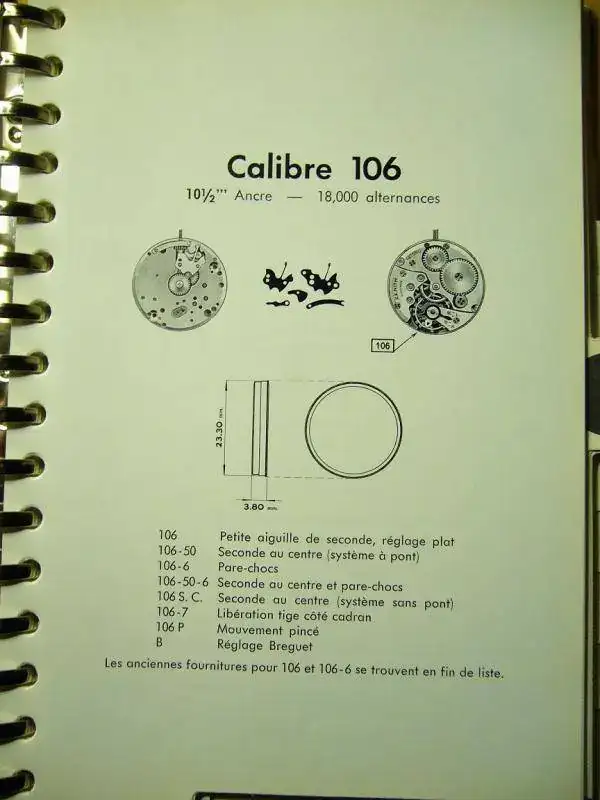 Calibre 106
10½''' Ancre — 18,000 alternances
106
23.30 mm.
3.80 mm.
106 Petite aiguille de seconde, réglage plat
106-50 Seconde au centre (système à pont)
106-6 Pare-chocs
106-50-6 Seconde au centre et pare-chocs
106 S. C. Seconde au centre (système sans pont)
106-7 Libération tige côté cadran
106 P Mouvement pincé
B Réglage Breguet
Les anciennes fournitures pour 106 et 106-6 se trouvent en fin de liste.